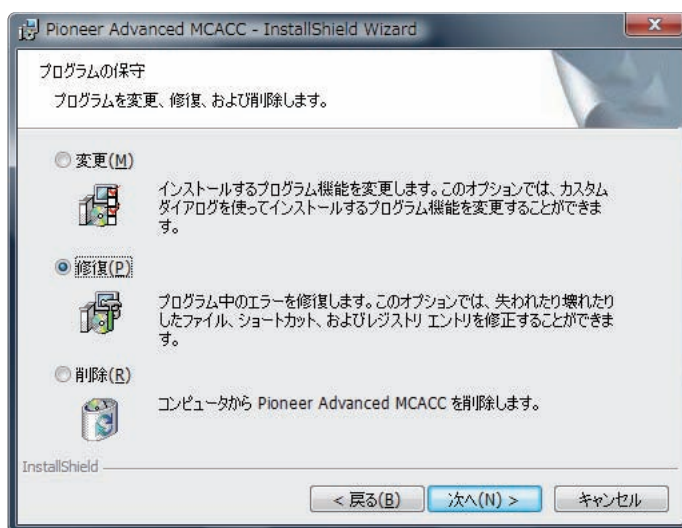 Pioneer Advanced MCACC - InstallShield Wizard
プログラムの保守
プログラムを変更、修復、および削除します。
変更(M)
インストールするプログラム機能を変更します。このオプションでは、カスタム
ダイアログを使ってインストールするプログラム機能を変更することができま
す。
修復(P)
プログラム中のエラーを修復します。このオプションでは、失われたり壊れたり
したファイル、ショートカット、およびレジストリ エントリを修正することができま
す。
削除(R)
コンピュータから Pioneer Advanced MCACC を削除します。
InstallShield
< 戻る(B) 次へ(N) > キャンセル